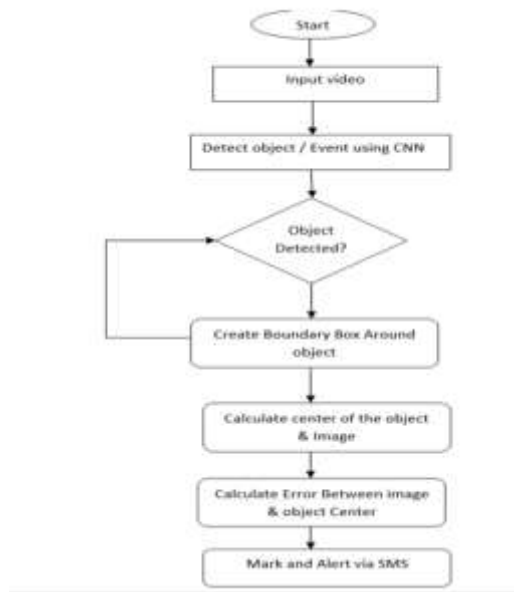 Start
Input video
Detect object / Event using CNN
Object
Detected?
Create Boundary Box Around
object
Calculate center of the object
& Image
Calculate Error Between image
& object Center
Mark and Alert via SMS